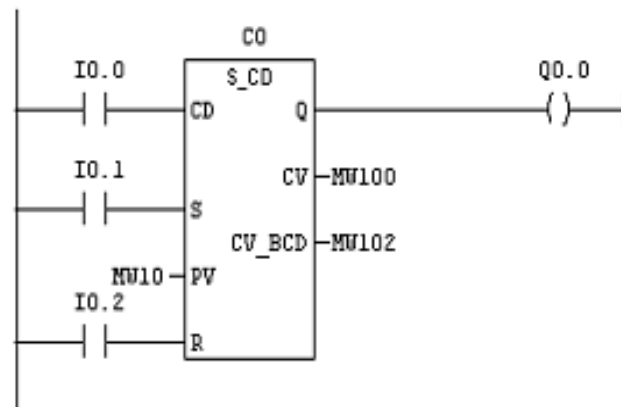 C0
I0.0
S_CD
Q0.0
CD
Q
I0.1
CV
MW100
S
CV_BCD
MW102
MW10
PV
I0.2
R